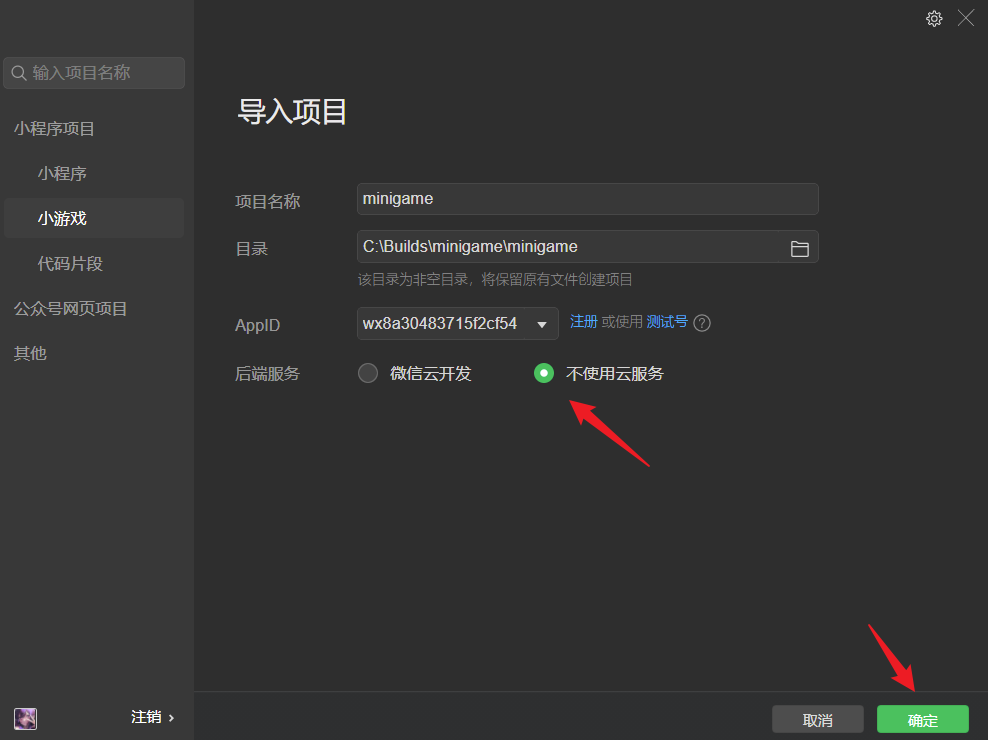 输入项目名称
小程序项目
小程序
小游戏
代码片段
公众号网页项目
其他
注销 ›
导入项目
项目名称 minigame
目录 C:\Builds\minigame\minigame
该目录为非空目录，将保留原有文件创建项目
AppID wx8a30483715f2cf54 注册 或使用 测试号 ?
后端服务 微信云开发 不使用云服务
取消 确定